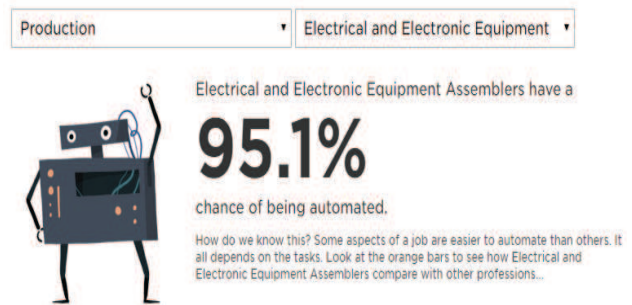 Production
Electrical and Electronic Equipment
Electrical and Electronic Equipment Assemblers have a
95.1%
chance of being automated.
How do we know this? Some aspects of a job are easier to automate than others. It
all depends on the tasks. Look at the orange bars to see how Electrical and
Electronic Equipment Assemblers compare with other professions...